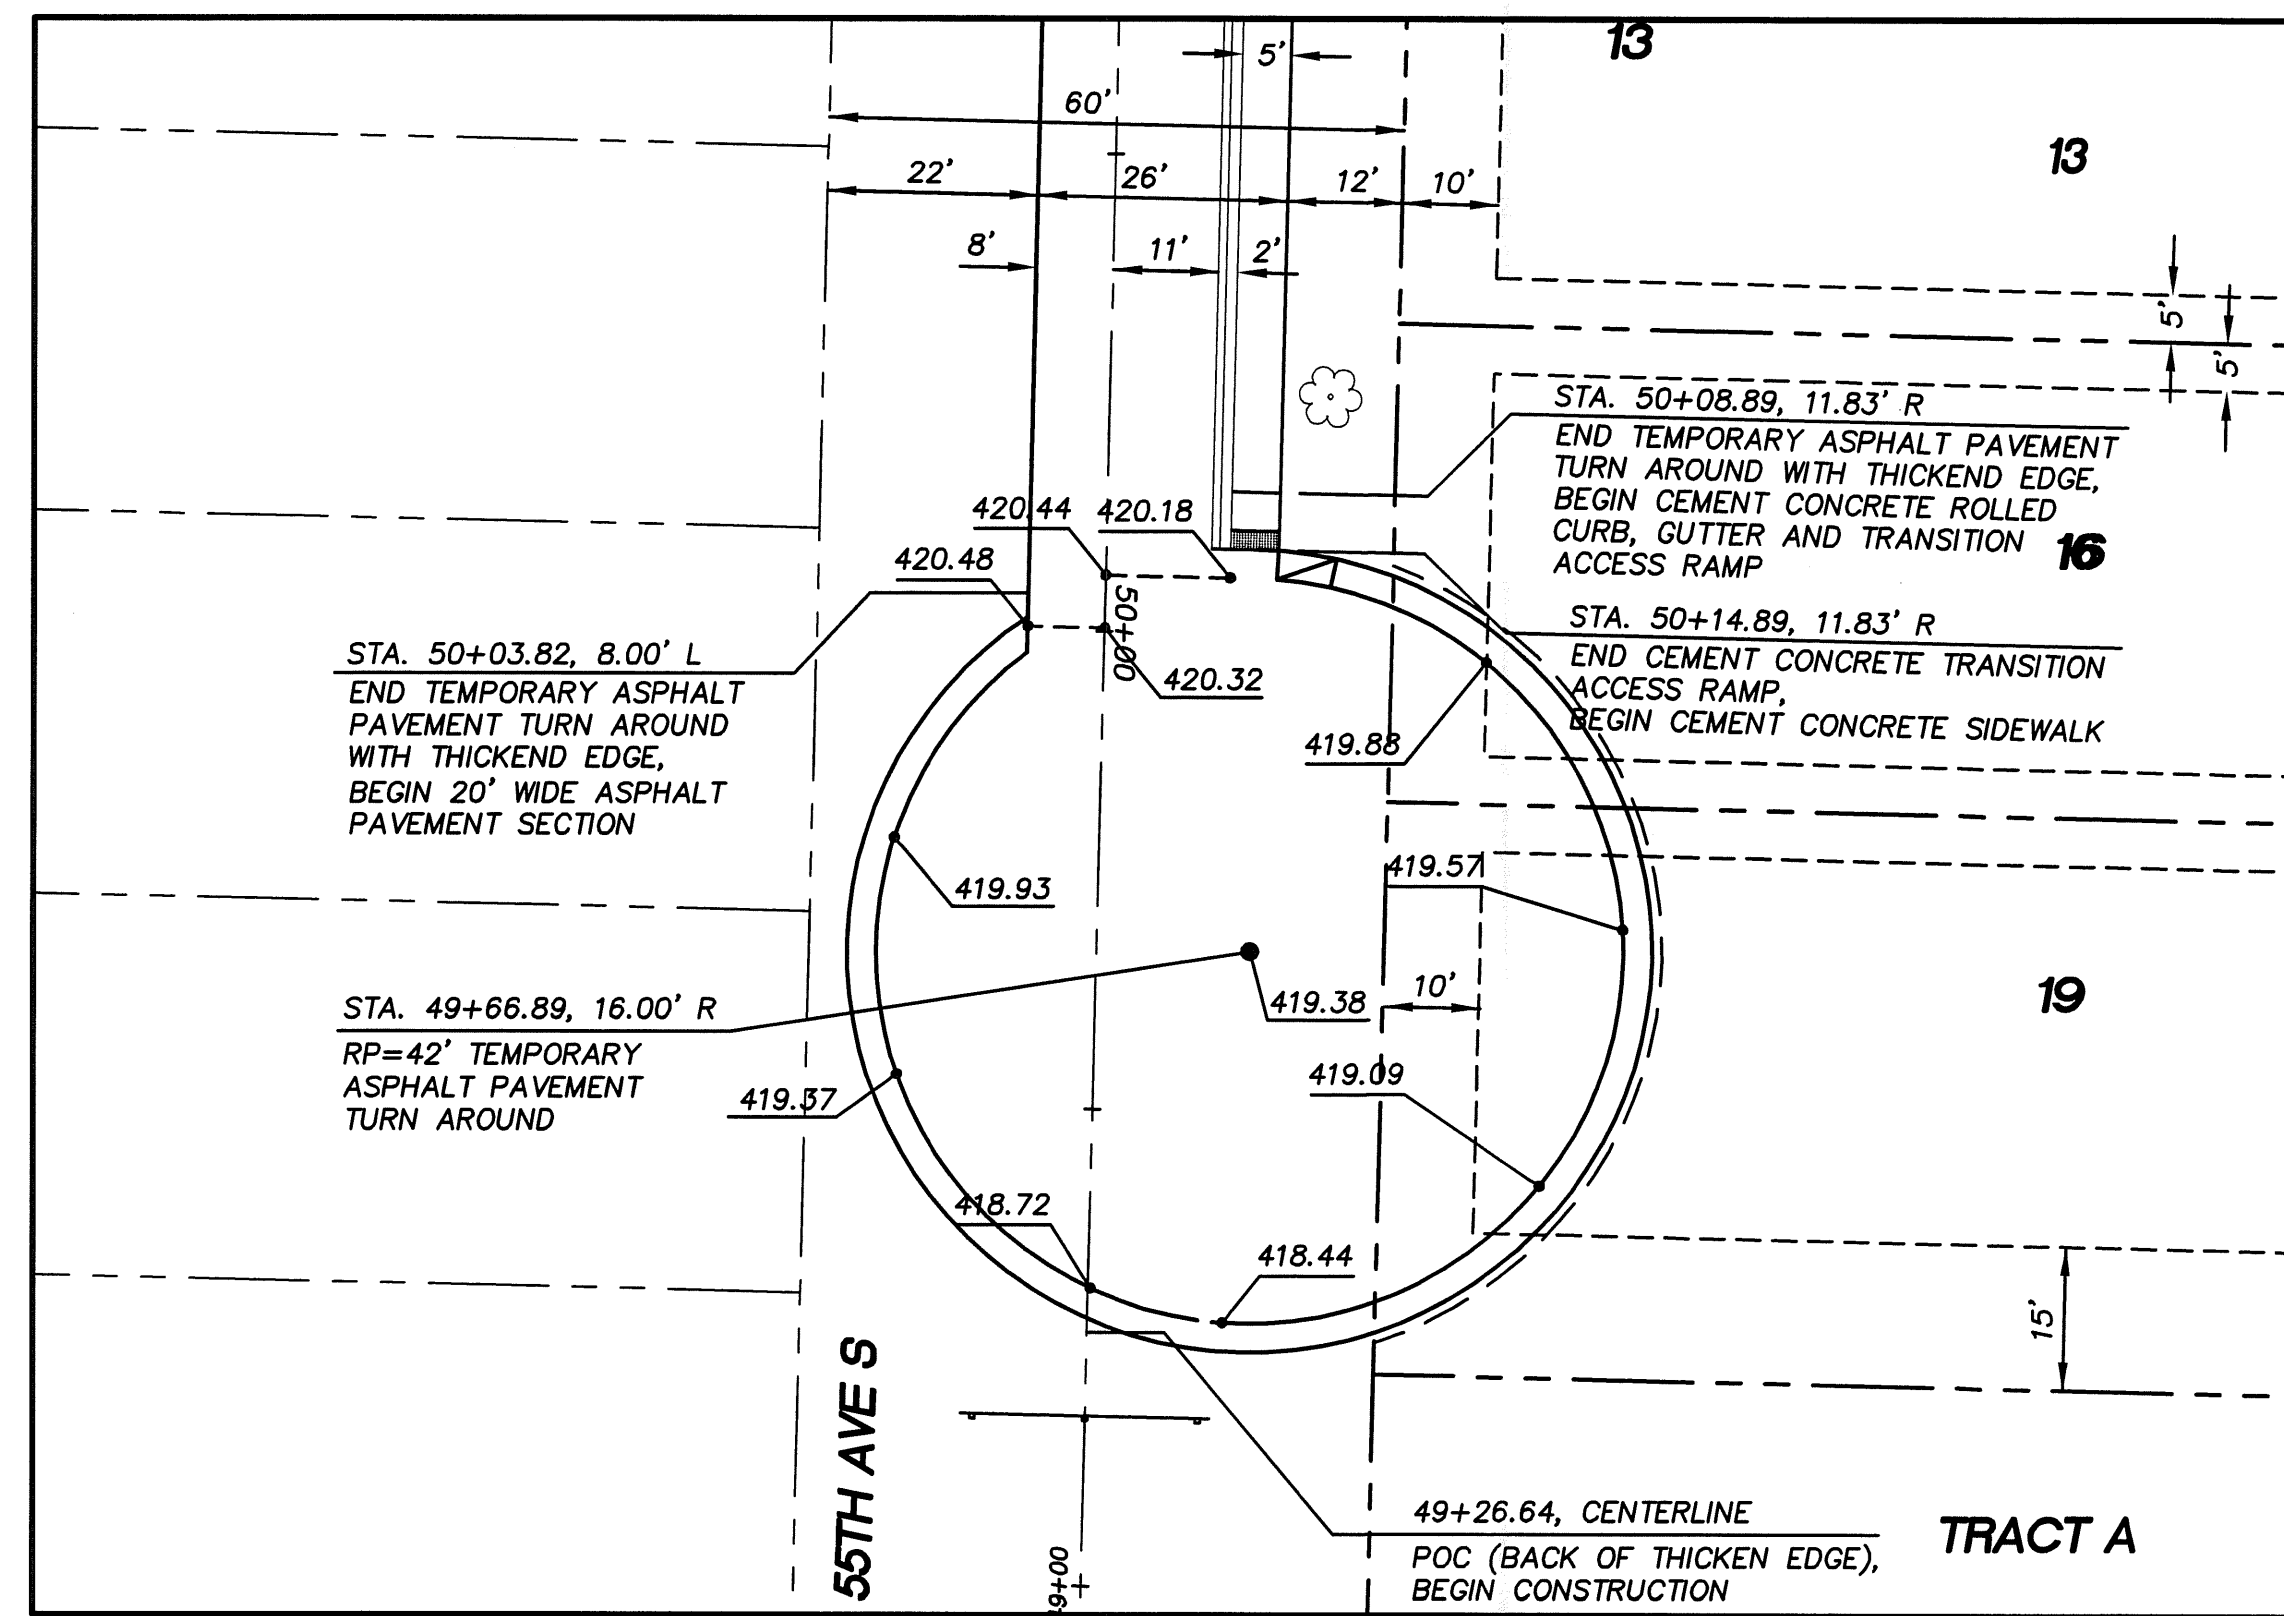 13
5'
60'
13
22'
26'
12'
10'
8'
11'
2'
5'
5'
STA. 50+08.89, 11.83' R
END TEMPORARY ASPHALT PAVEMENT
TURN AROUND WITH THICKEND EDGE,
BEGIN CEMENT CONCRETE ROLLED
CURB, GUTTER AND TRANSITION
ACCESS RAMP
16
420.44
420.18
420.48
50+00
STA. 50+14.89, 11.83' R
END CEMENT CONCRETE TRANSITION
ACCESS RAMP,
BEGIN CEMENT CONCRETE SIDEWALK
STA. 50+03.82, 8.00' L
END TEMPORARY ASPHALT
PAVEMENT TURN AROUND
WITH THICKEND EDGE,
BEGIN 20' WIDE ASPHALT
PAVEMENT SECTION
420.32
419.88
419.93
419.57
STA. 49+66.89, 16.00' R
RP=42' TEMPORARY
ASPHALT PAVEMENT
TURN AROUND
419.38
10'
19
419.37
419.09
418.72
418.44
15'
55TH AVE S
49+26.64, CENTERLINE
POC (BACK OF THICKEN EDGE),
BEGIN CONSTRUCTION
TRACT A
49+00